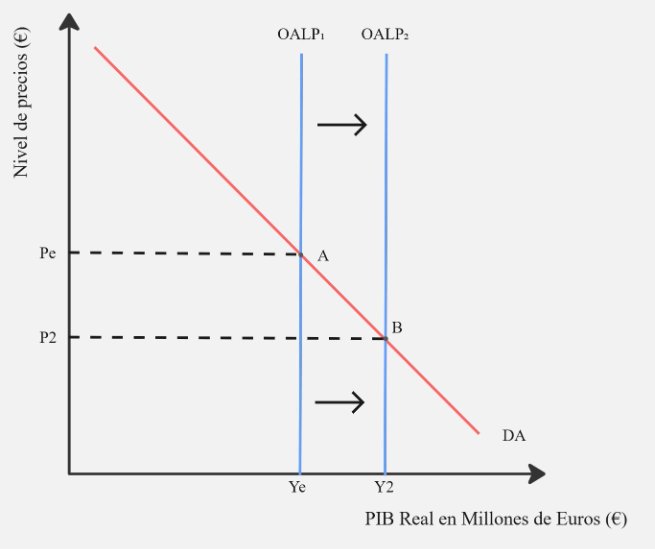 Nivel de precios (€)
OALP₁
OALP₂
Pe
A
P2
B
DA
Ye
Y2
PIB Real en Millones de Euros (€)